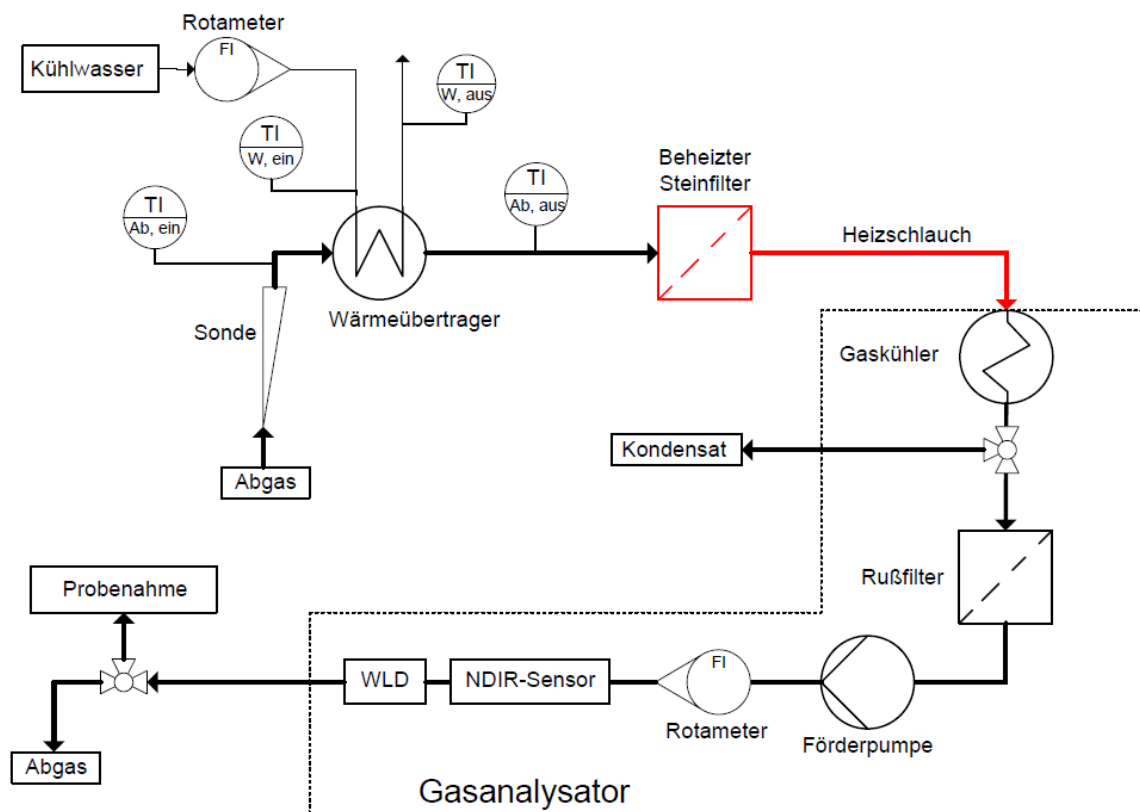 Rotameter
FI
Kühlwasser
TI
W, aus
TI
W, ein
TI
Ab, ein
TI
Ab, aus
Beheizter
Steinfilter
Heizschlauch
Wärmeübertrager
Sonde
Gaskühler
Kondensat
Abgas
Rußfilter
Probenahme
WLD
NDIR-Sensor
FI
Rotameter
Förderpumpe
Abgas
Gasanalysator